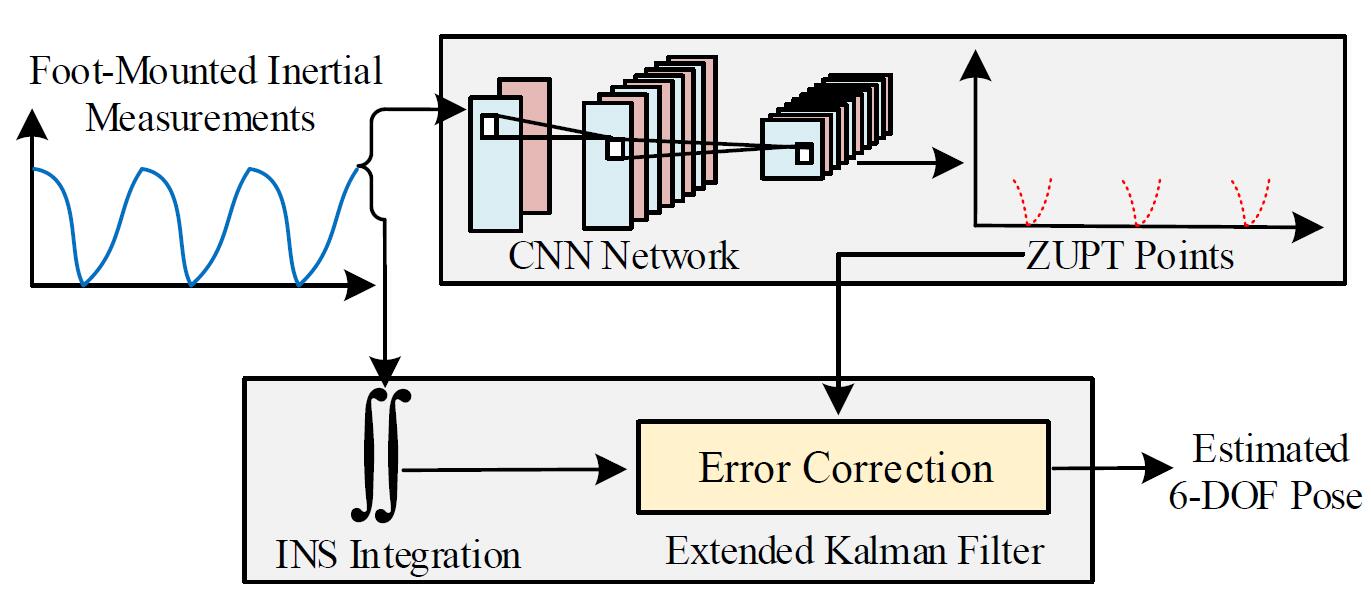 Foot-Mounted Inertial
Measurements
CNN Network
ZUPT Points
INS Integration
Error Correction
Extended Kalman Filter
Estimated
6-DOF Pose